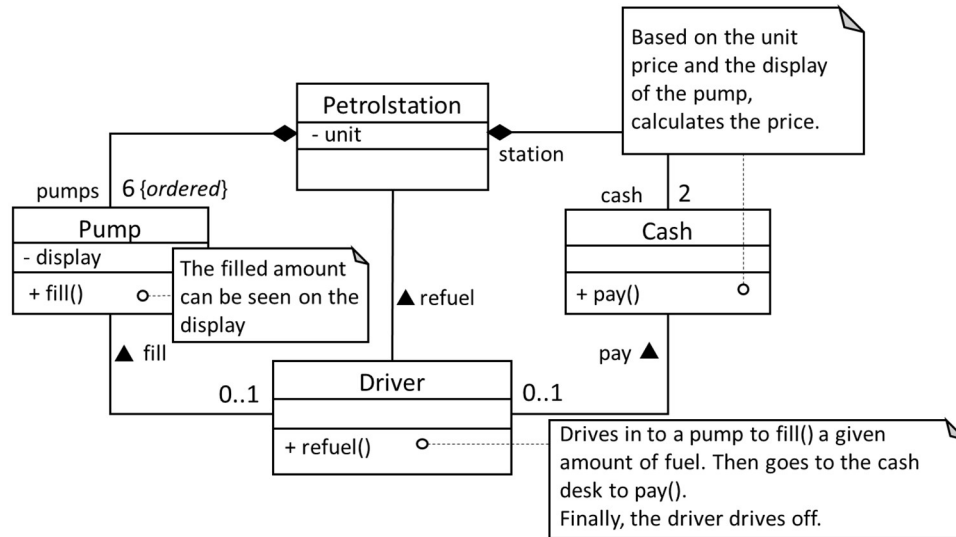 Based on the unit
price and the display
of the pump,
calculates the price.
Petrolstation
- unit
station
pumps
6 {ordered}
cash
2
Pump
- display
+ fill()
The filled amount
can be seen on the
display
Cash
+ pay()
▲ refuel
▲ fill
pay ▲
0..1
Driver
0..1
+ refuel()
Drives in to a pump to fill() a given
amount of fuel. Then goes to the cash
desk to pay().
Finally, the driver drives off.